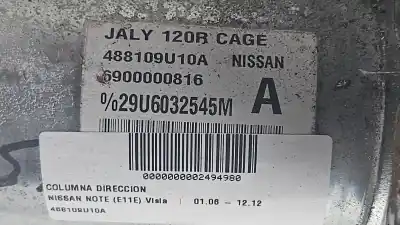 JALY 120R CAGE
488109U10A NISSAN
6900000816
%29U6032545M A
0000000002494980
COLUMNA DIRECCION
NISSAN NOTE (E11E) Visia | 01.06 - 12.12
488109U10A